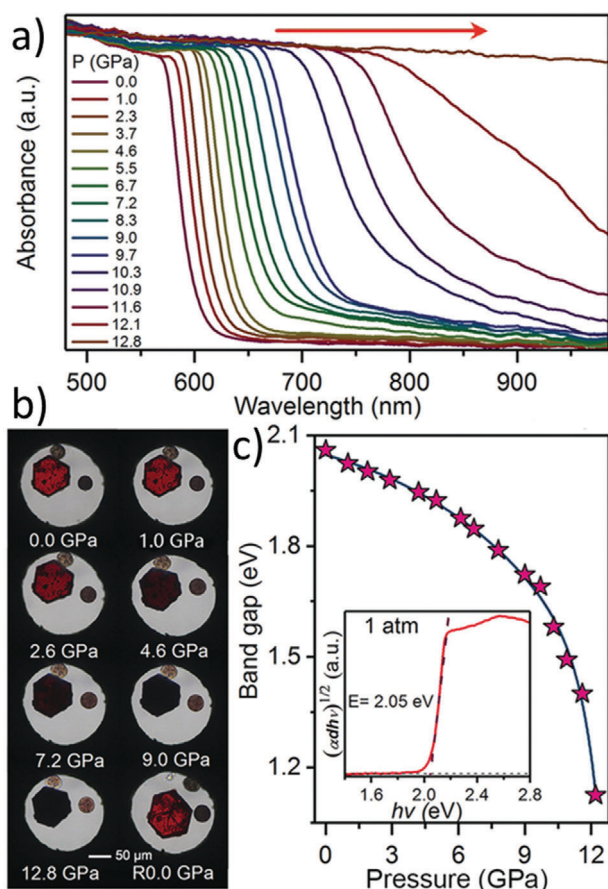 a)
Absorbance (a.u.)
P (GPa)
0.0
1.0
2.3
3.7
4.6
5.5
6.7
7.2
8.3
9.0
9.7
10.3
10.9
11.6
12.1
12.8
500 600 700 800 900
Wavelength (nm)
b)
0.0 GPa 1.0 GPa
2.6 GPa 4.6 GPa
7.2 GPa 9.0 GPa
50 µm
12.8 GPa R0.0 GPa
c)
Band gap (eV)
2.1
1.8
1.5
1.2
1 atm
(αdhν)^1/2 (a.u.)
E= 2.05 eV
1.6 2.0 2.4 2.8
hν (eV)
0 3 6 9 12
Pressure (GPa)